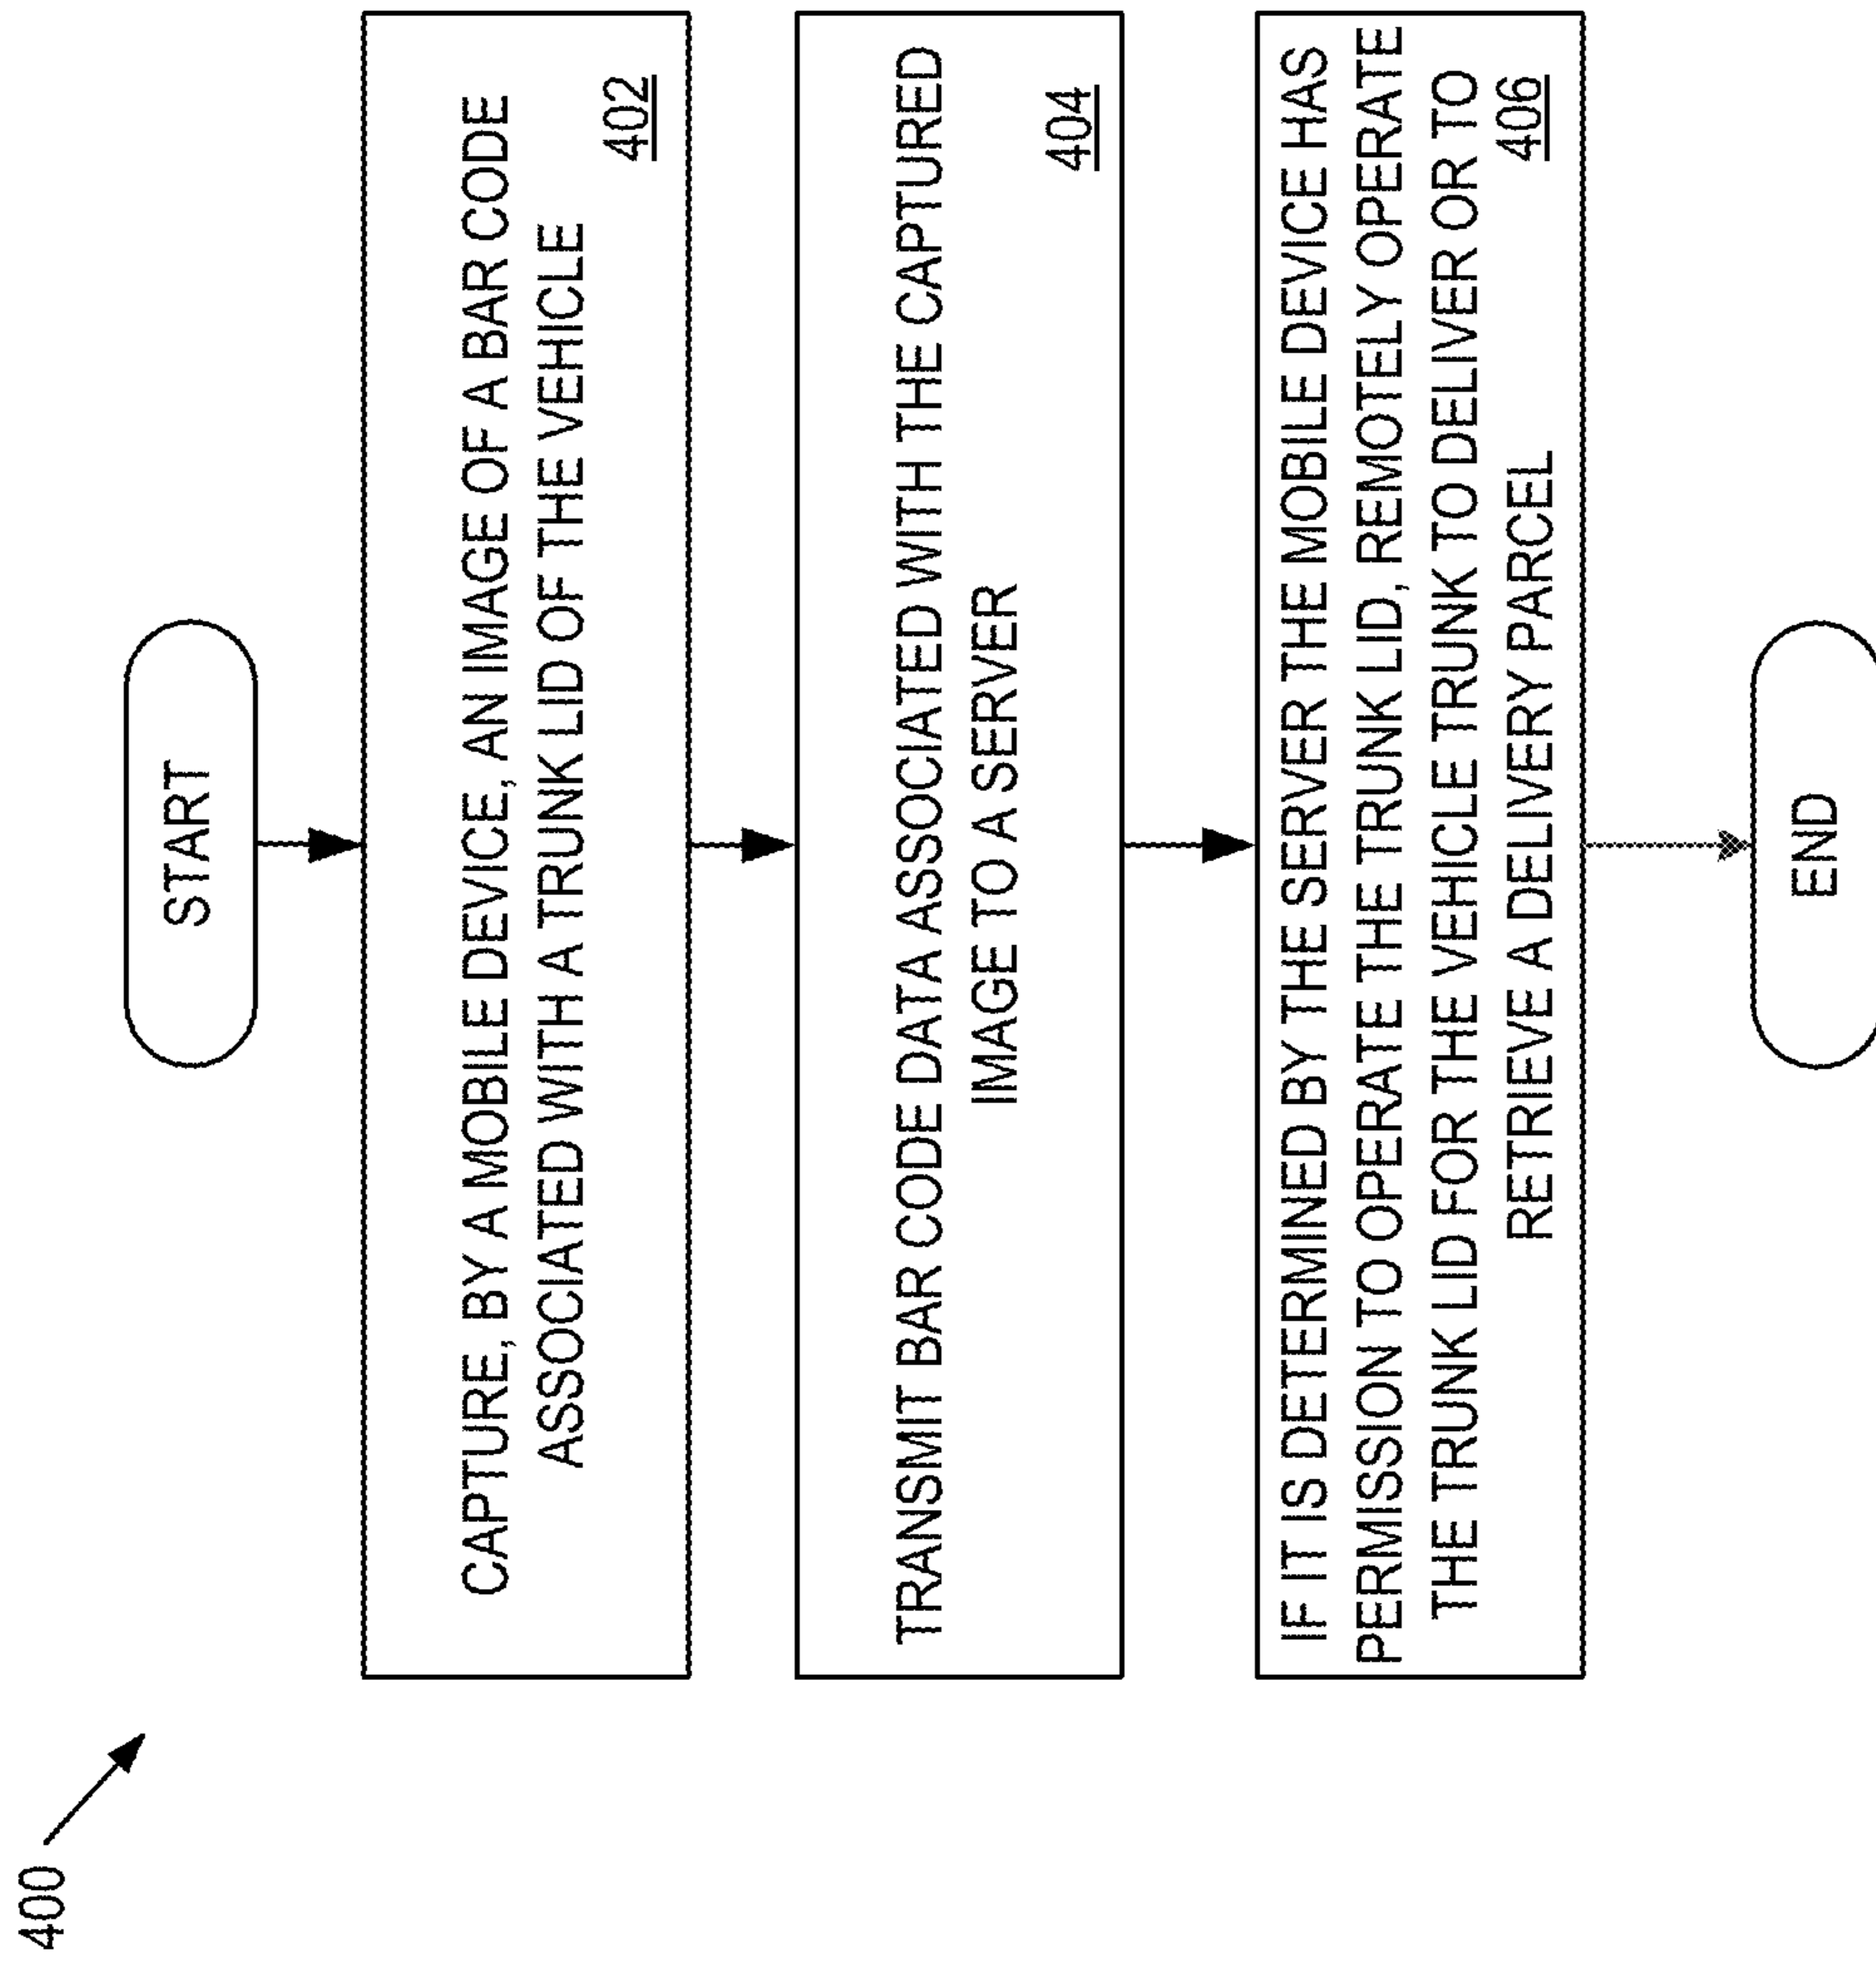 400
START
CAPTURE, BY A MOBILE DEVICE, AN IMAGE OF A BAR CODE
ASSOCIATED WITH A TRUNK LID OF THE VEHICLE
402
TRANSMIT BAR CODE DATA ASSOCIATED WITH THE CAPTURED
IMAGE TO A SERVER
404
IF IT IS DETERMINED BY THE SERVER THE MOBILE DEVICE HAS
PERMISSION TO OPERATE THE TRUNK LID, REMOTELY OPERATE
THE TRUNK LID FOR THE VEHICLE TRUNK TO DELIVER OR TO
RETRIEVE A DELIVERY PARCEL
406
END